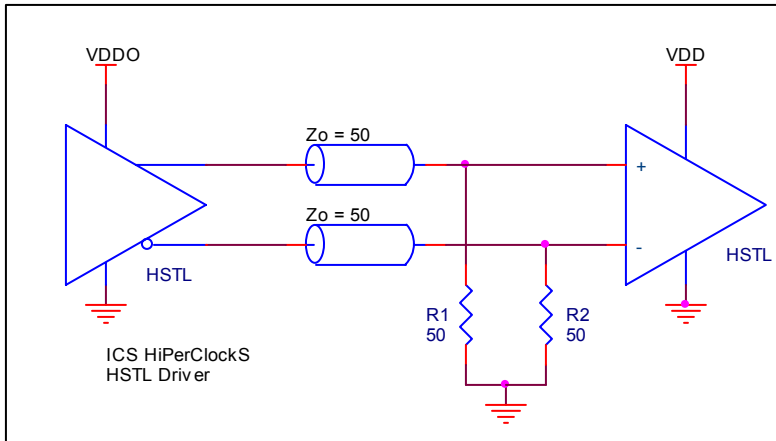 VDDO
VDD
Zo = 50
+
Zo = 50
-
HSTL
HSTL
R1
50
R2
50
ICS HiPerClockS
HSTL Driver